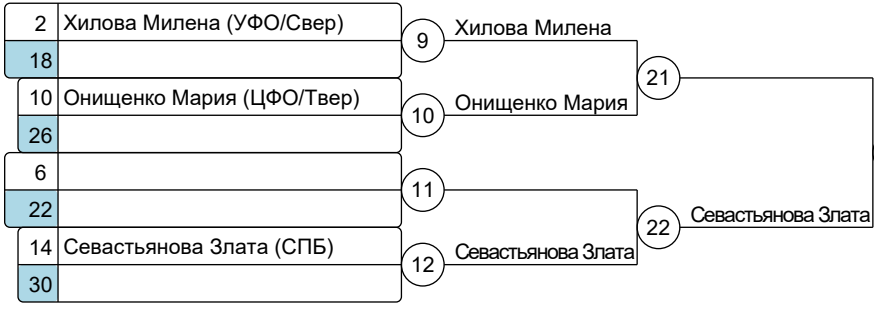 2 Хилова Милена (УФО/Свер)
18
9 Хилова Милена
10 Онищенко Мария (ЦФО/Твер)
26
10 Онищенко Мария
21
6
22
11
14 Севастьянова Злата (СПБ)
30
12 Севастьянова Злата
22 Севастьянова Злата